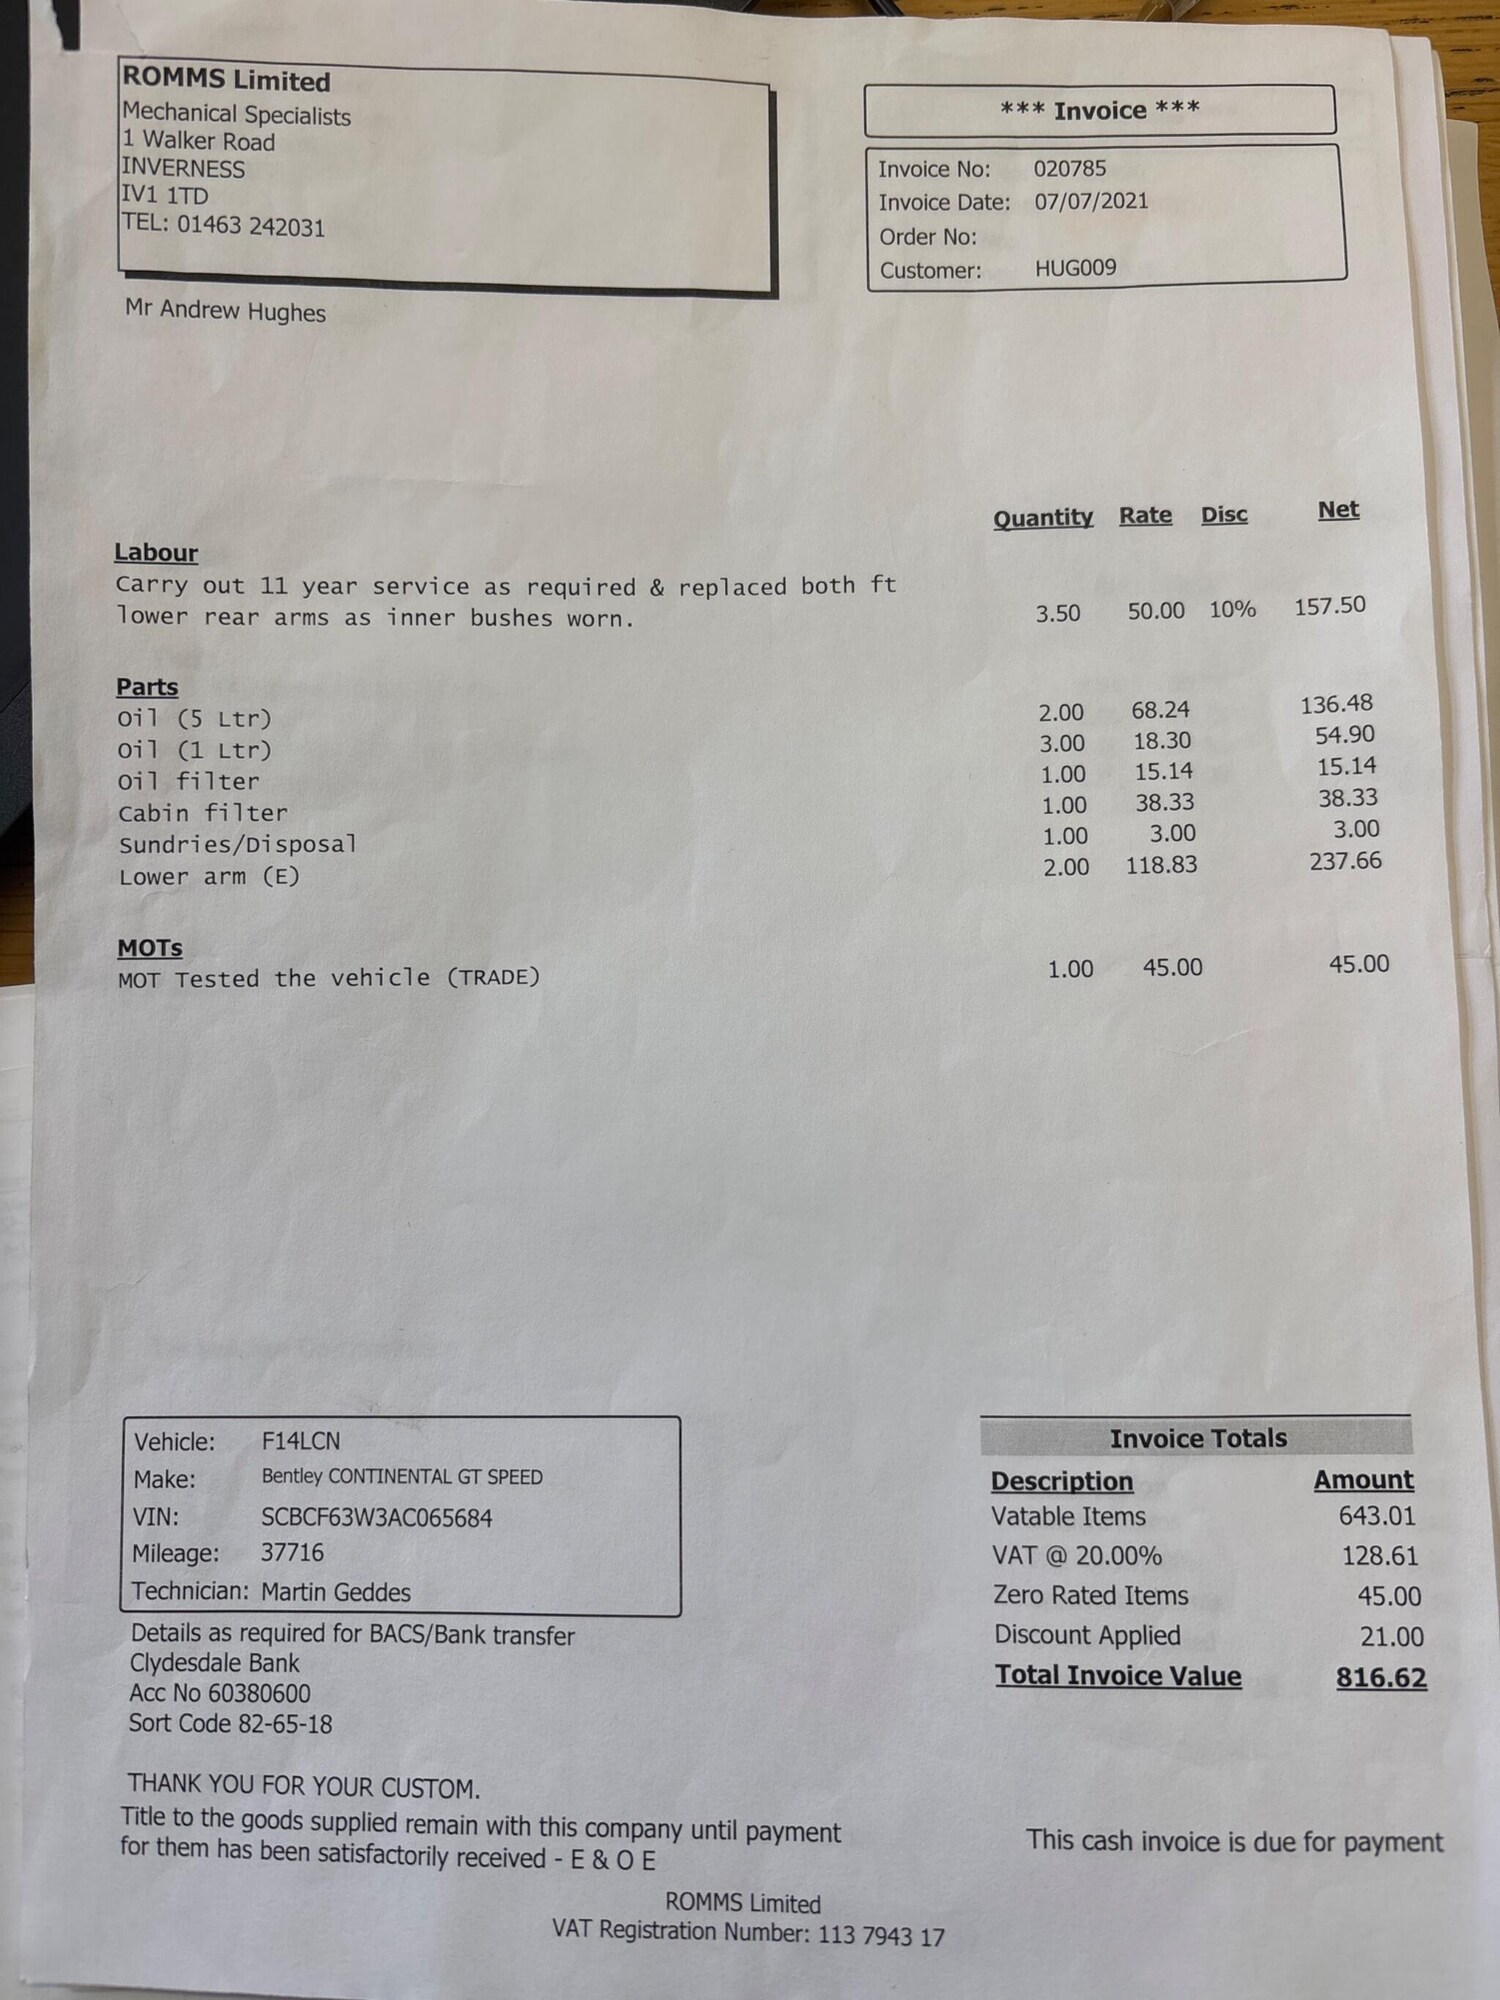 ROMMS Limited
Mechanical Specialists
1 Walker Road
INVERNESS
IV1 1TD
TEL: 01463 242031
*** Invoice ***
Invoice No: 020785
Invoice Date: 07/07/2021
Order No:
Customer: HUG009
Mr Andrew Hughes
Quantity Rate Disc Net
Labour
Carry out 11 year service as required & replaced both ft
lower rear arms as inner bushes worn. 3.50 50.00 10% 157.50
Parts
Oil (5 Ltr) 2.00 68.24 136.48
Oil (1 Ltr) 3.00 18.30 54.90
Oil filter 1.00 15.14 15.14
Cabin filter 1.00 38.33 38.33
Sundries/Disposal 1.00 3.00 3.00
Lower arm (E) 2.00 118.83 237.66
MOTs
MOT Tested the vehicle (TRADE) 1.00 45.00 45.00
Vehicle: F14LCN
Make: Bentley CONTINENTAL GT SPEED
VIN: SCBCF63W3AC065684
Mileage: 37716
Technician: Martin Geddes
Details as required for BACS/Bank transfer
Clydesdale Bank
Acc No 60380600
Sort Code 82-65-18
Invoice Totals
Description Amount
Vatable Items 643.01
VAT @ 20.00% 128.61
Zero Rated Items 45.00
Discount Applied 21.00
Total Invoice Value 816.62
THANK YOU FOR YOUR CUSTOM.
Title to the goods supplied remain with this company until payment
for them has been satisfactorily received - E & O E
This cash invoice is due for payment
ROMMS Limited
VAT Registration Number: 113 7943 17